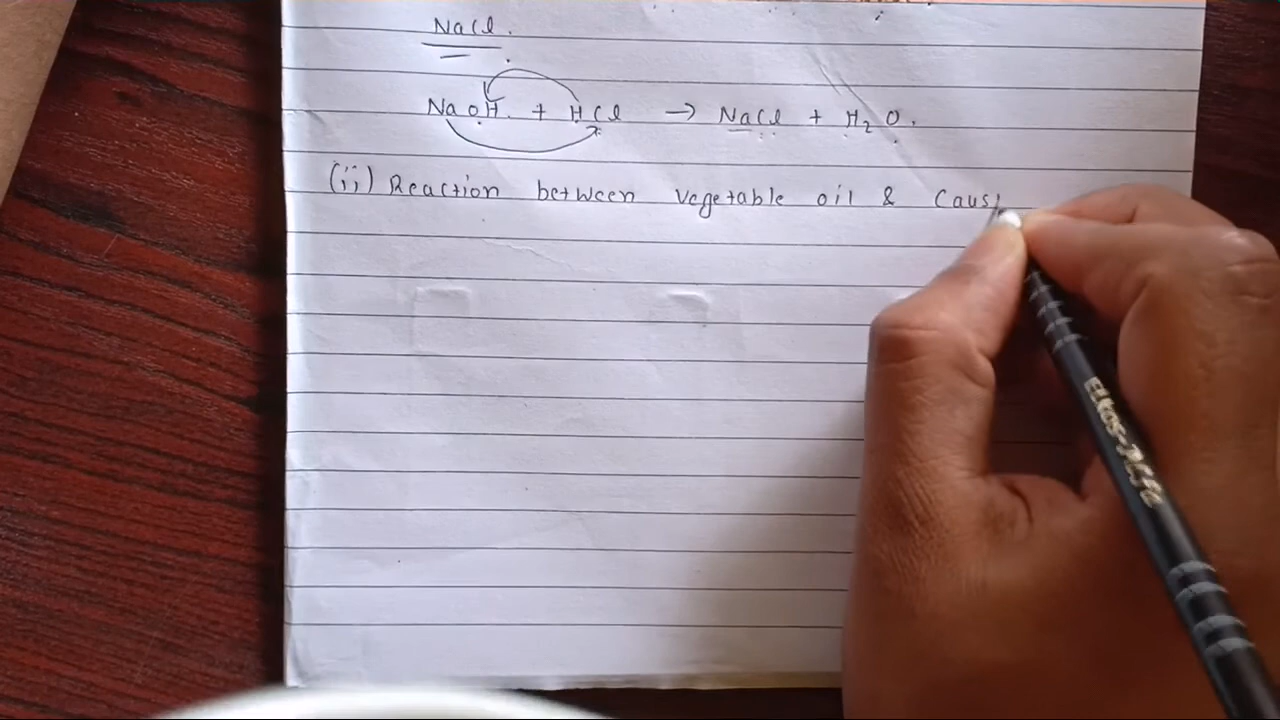 NaCl.
NaOH. + HCl → NaCl + H₂O.
(ii) Reaction between vegetable oil & Caus